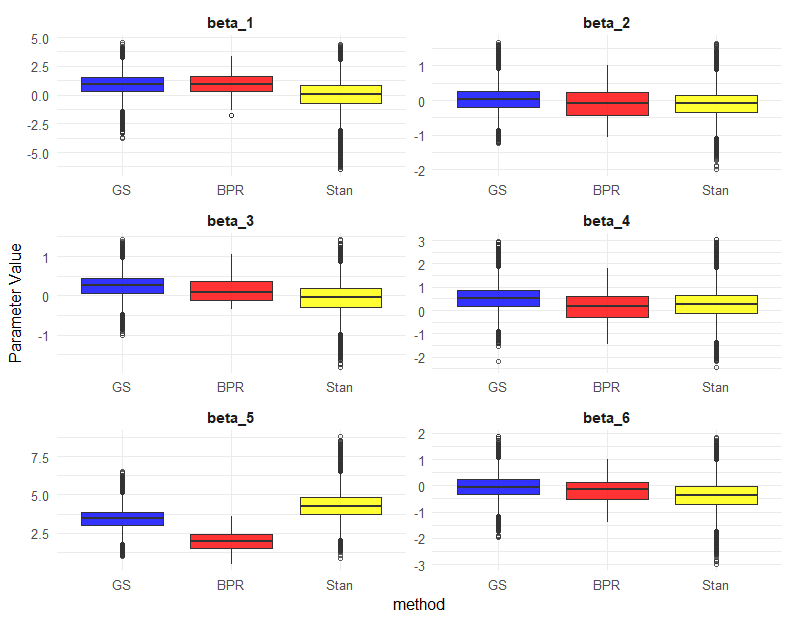 beta_1
5.0
2.5
0.0
-2.5
-5.0
GS BPR Stan
beta_2
1
0
-1
-2
GS BPR Stan
beta_3
1
0
-1
GS BPR Stan
beta_4
3
2
1
0
-1
-2
GS BPR Stan
beta_5
7.5
5.0
2.5
GS BPR Stan
beta_6
2
1
0
-1
-2
-3
GS BPR Stan
Parameter Value
method